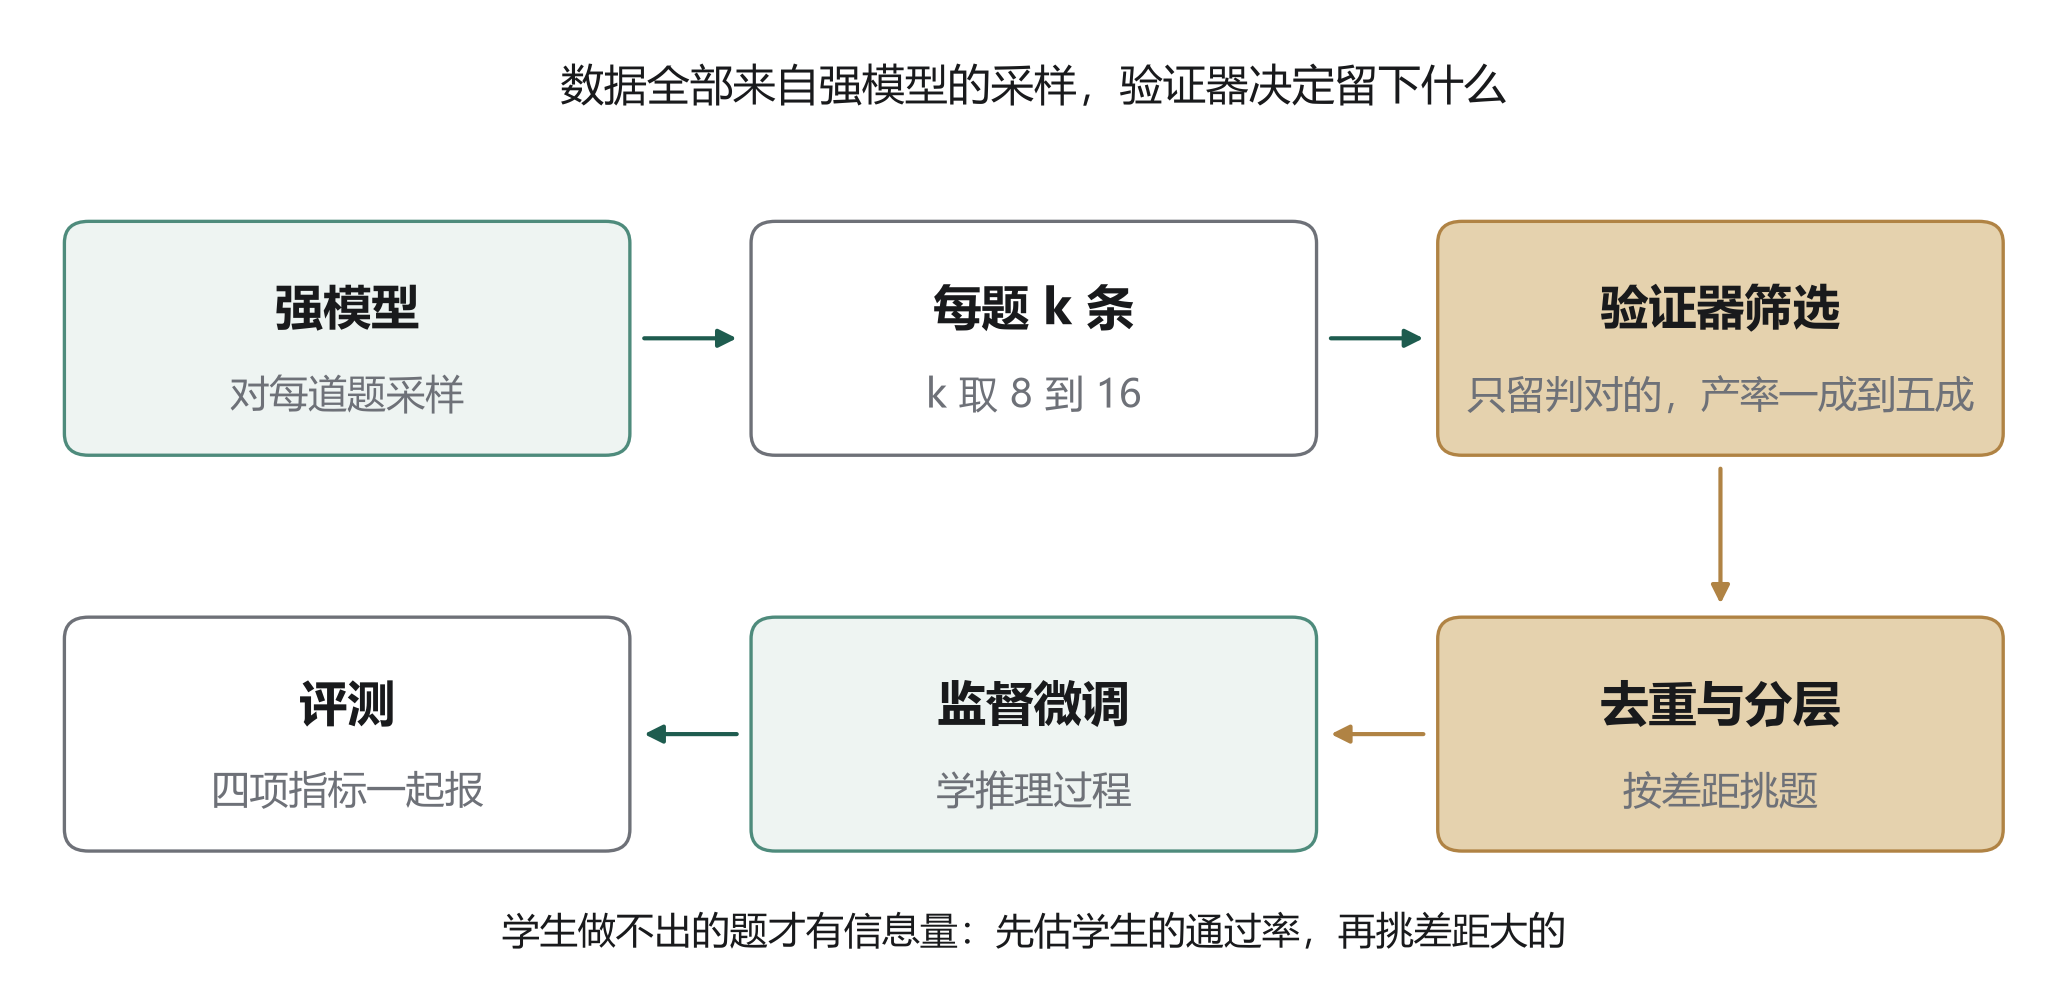 数据全部来自强模型的采样，验证器决定留下什么
强模型
对每道题采样
每题 k 条
k 取 8 到 16
验证器筛选
只留判对的，产率一成到五成
去重与分层
按差距挑题
监督微调
学推理过程
评测
四项指标一起报
学生做不出的题才有信息量：先估学生的通过率，再挑差距大的